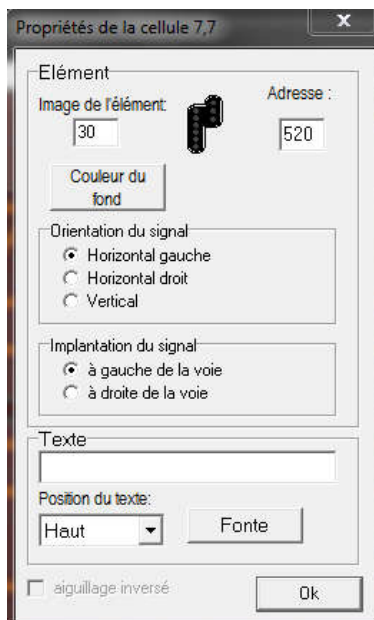 Propriétés de la cellule 7,7
x
Elément
Image de l'élément:
Adresse :
30
520
Couleur du
fond
Orientation du signal
Horizontal gauche
Horizontal droit
Vertical
Implantation du signal
à gauche de la voie
à droite de la voie
Texte
Position du texte:
Haut
Fonte
aiguillage inversé
Ok